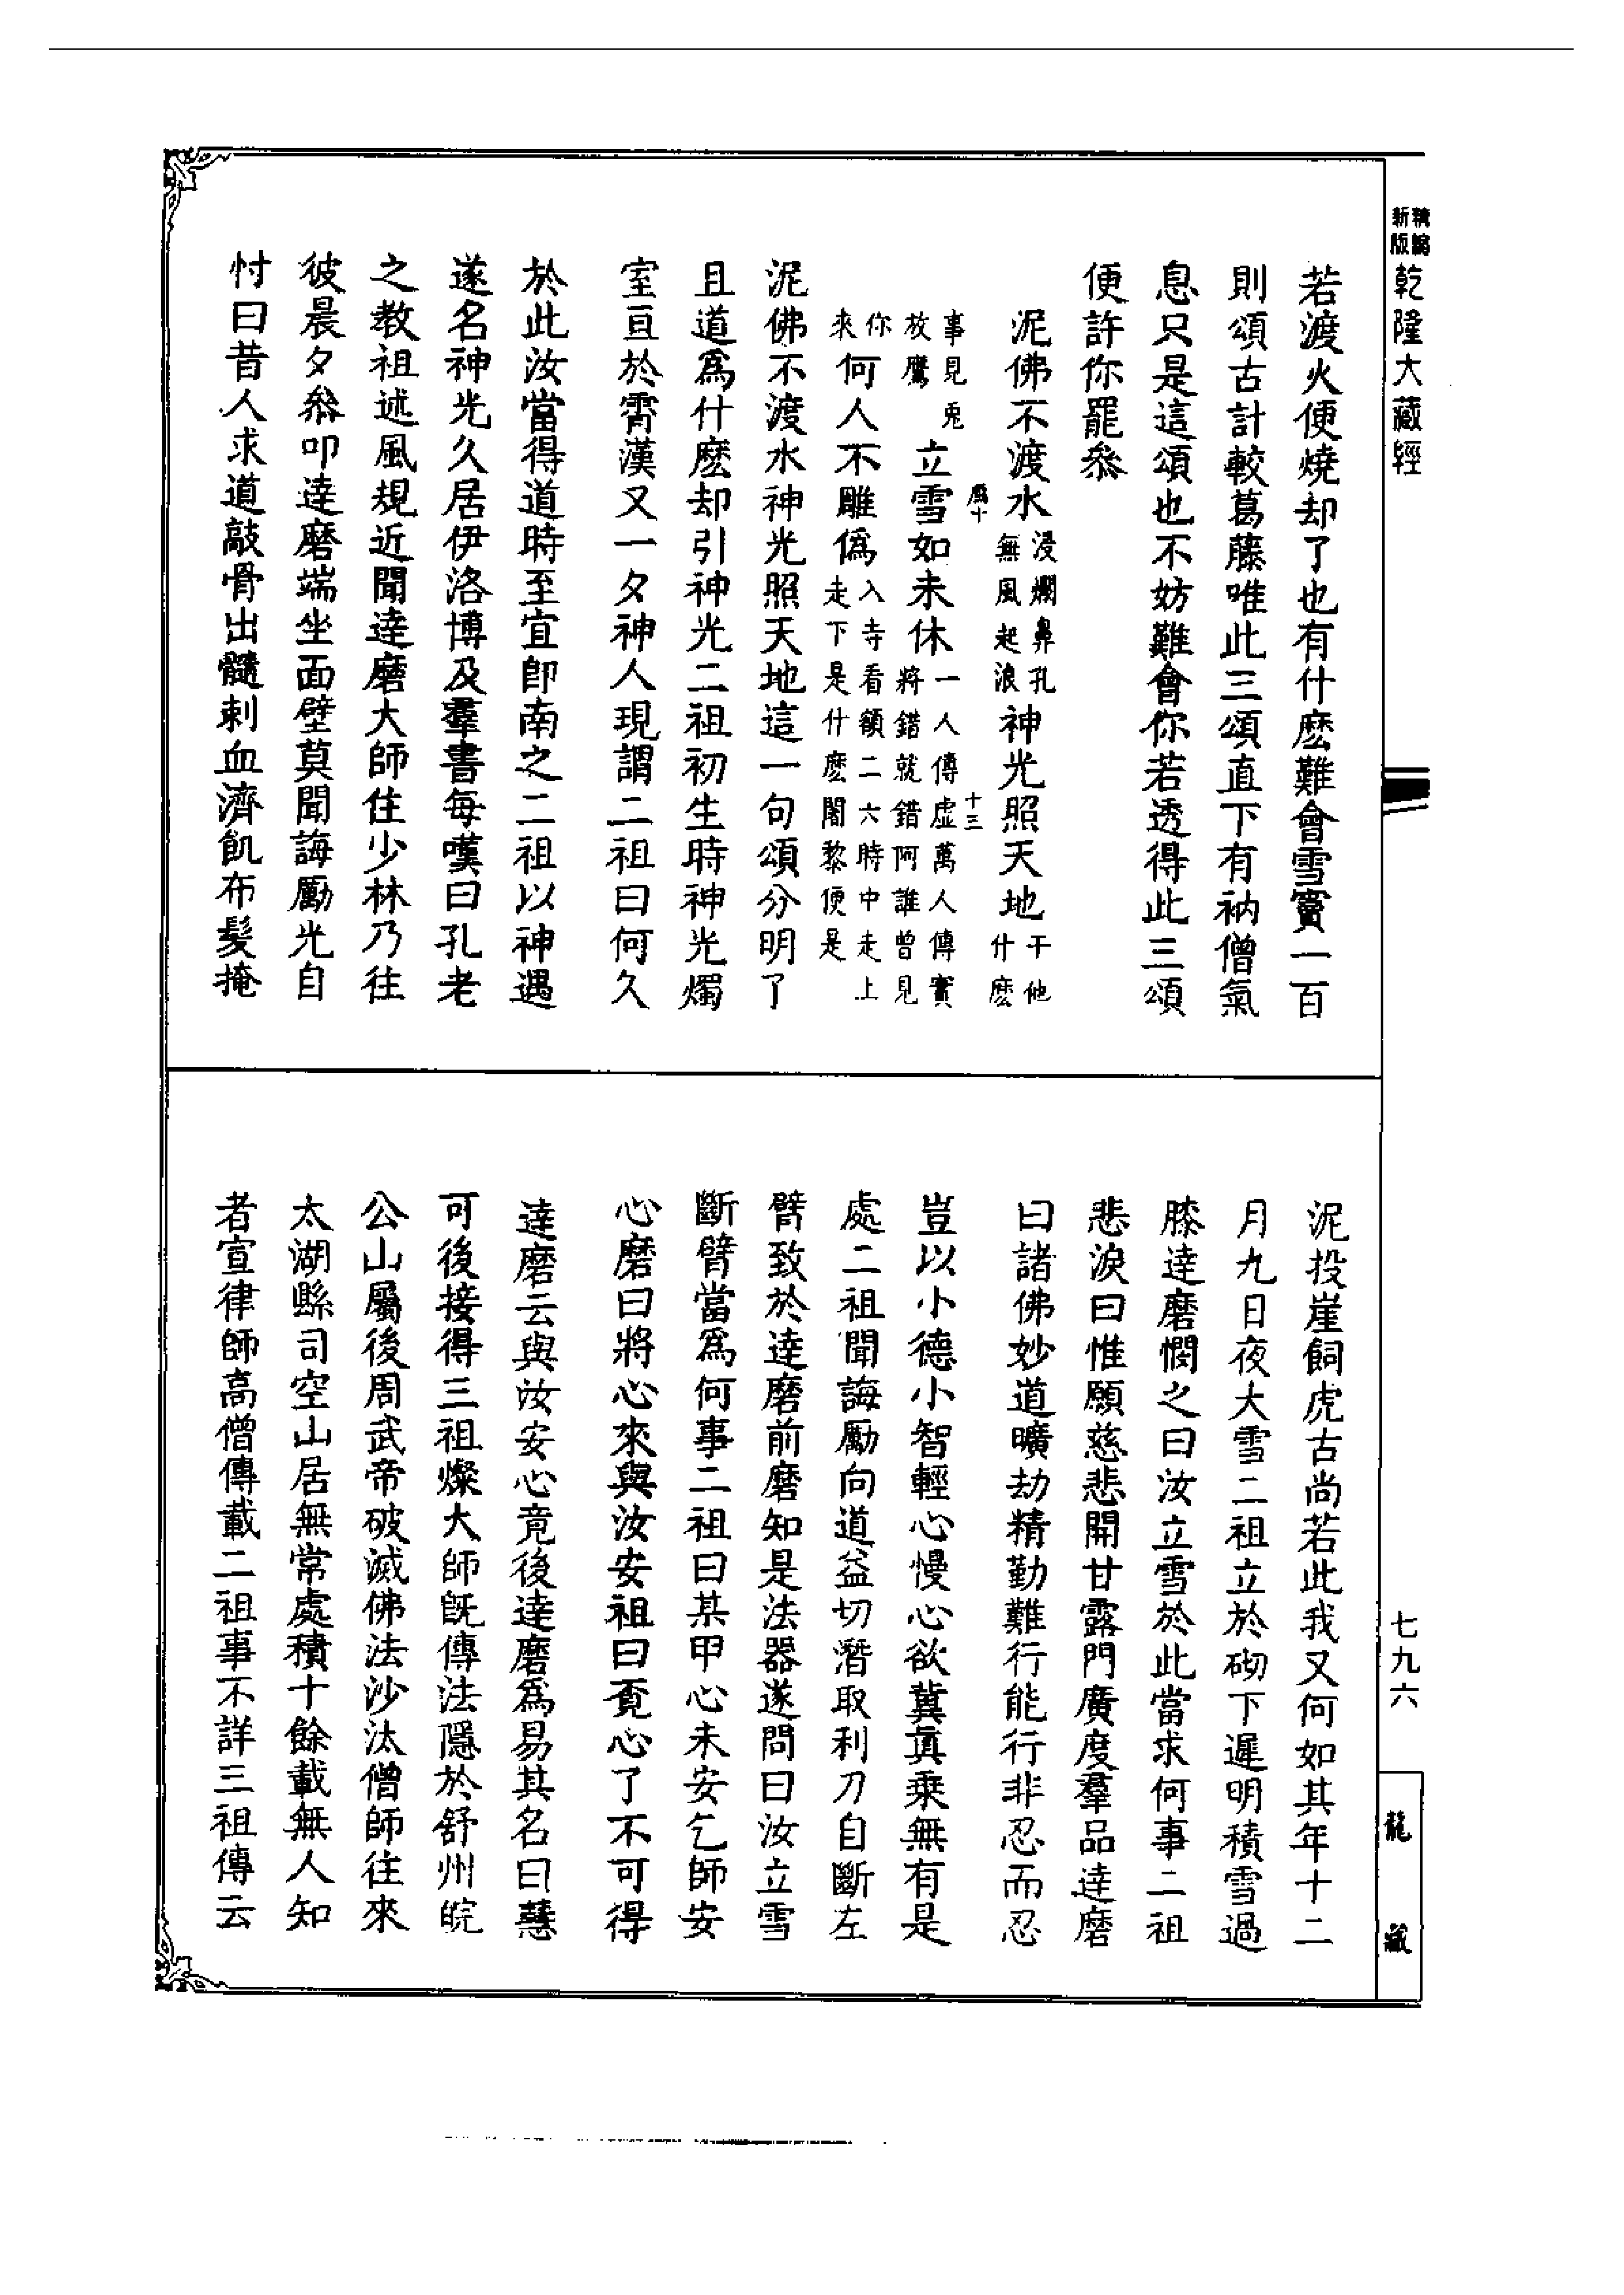 精編
新版
乾隆大藏經
若渡火便燒却了也有什麽難會雪竇一百
則頌古計較葛藤唯此三頌直下有衲僧氣
息只是這頌也不妨難會你若透得此三頌
便許你罷叅
泥佛不渡水浸爛鼻孔無風起浪神光照天地干他什麽
事見兎放鷹立雪如未休一人傳虛萬人傳實將錯就錯阿誰曾見
十三
你來何人不雕僞入寺看額二六時中走上走下是什麽闍黎便是
泥佛不渡水神光照天地這一句頌分明了
且道爲什麽却引神光二祖初生時神光燭
室亘於霄漢又一夕神人現謂二祖曰何久
於此汝當得道時至宜卽南之二祖以神遇
遂名神光久居伊洛博及羣書每嘆曰孔老
之教祖述風規近聞達磨大師住少林乃往
彼晨夕叅叩達磨端坐面壁莫聞誨勵光自
忖曰昔人求道敲骨出髓刺血濟飢布髮掩
泥投崖飼虎古尚若此我又何如其年十二
月九日夜大雪二祖立於砌下遲明積雪過
膝達磨憫之曰汝立雪於此當求何事二祖
悲淚曰惟願慈悲開甘露門廣度羣品達磨
曰諸佛妙道曠劫精勤難行能行非忍而忍
豈以小德小智輕心慢心欲冀眞乘無有是
處二祖聞誨勵向道益切潛取利刀自斷左
臂致於達磨前磨知是法器遂問曰汝立雪
斷臂當爲何事二祖曰某甲心未安乞師安
心磨曰將心來與汝安祖曰覓心了不可得
達磨云與汝安心竟後達磨爲易其名曰慧
可後接得三祖燦大師旣傳法隱於舒州皖
公山屬後周武帝破滅佛法沙汰僧師往來
太湖縣司空山居無常處積十餘載無人知
者宣律師高僧傳載二祖事不詳三祖傳云
七九六
龍藏